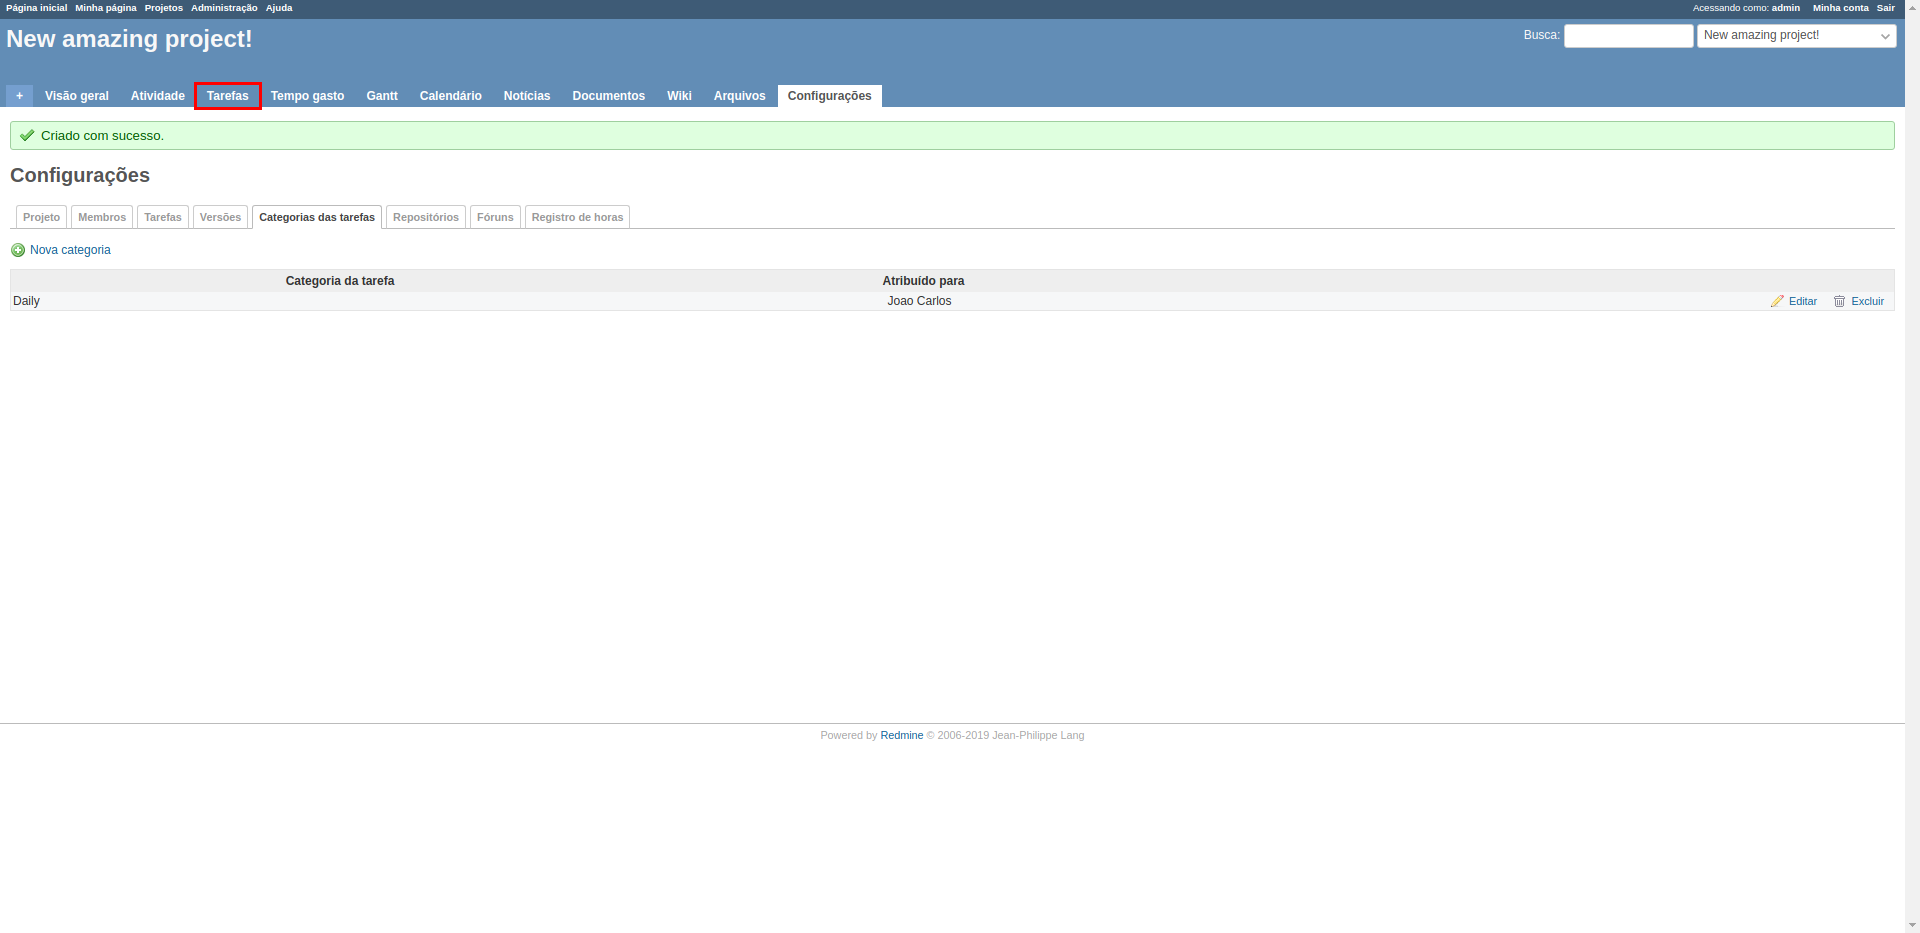 Página inicial Minha página Projetos Administração Ajuda Acessando como: admin Minha conta Sair
New amazing project! Busca: New amazing project!
+ Visão geral Atividade Tarefas Tempo gasto Gantt Calendário Notícias Documentos Wiki Arquivos Configurações
Criado com sucesso.
Configurações
Projeto Membros Tarefas Versões Categorias das tarefas Repositórios Fóruns Registro de horas
Nova categoria
Categoria da tarefa Atribuído para
Daily Joao Carlos Editar Excluir
Powered by Redmine © 2006-2019 Jean-Philippe Lang